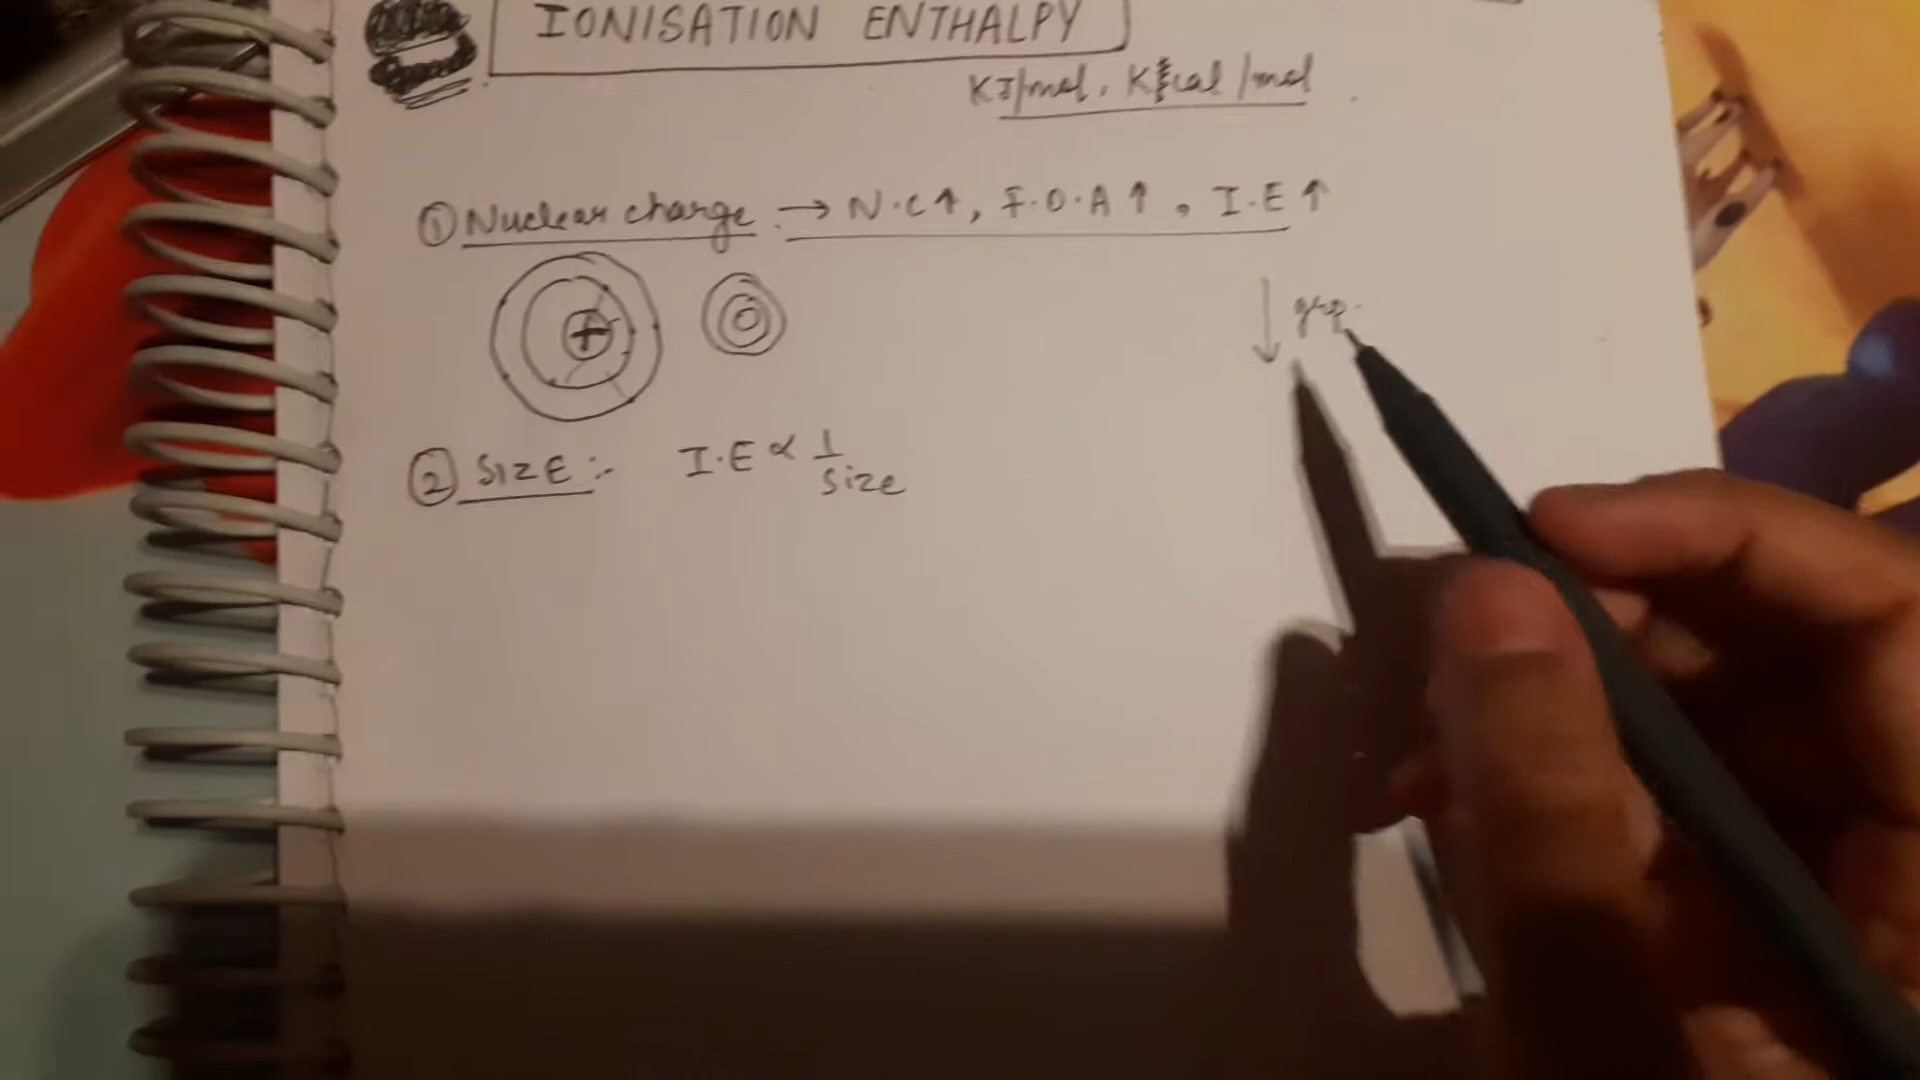 IONISATION ENTHALPY
KJ/mol, Kcal/mol
① Nuclear charge. → N.C↑, F.O.A↑, I.E↑
+
↓ grp.
② SIZE :- I.E ∝ 1/Size